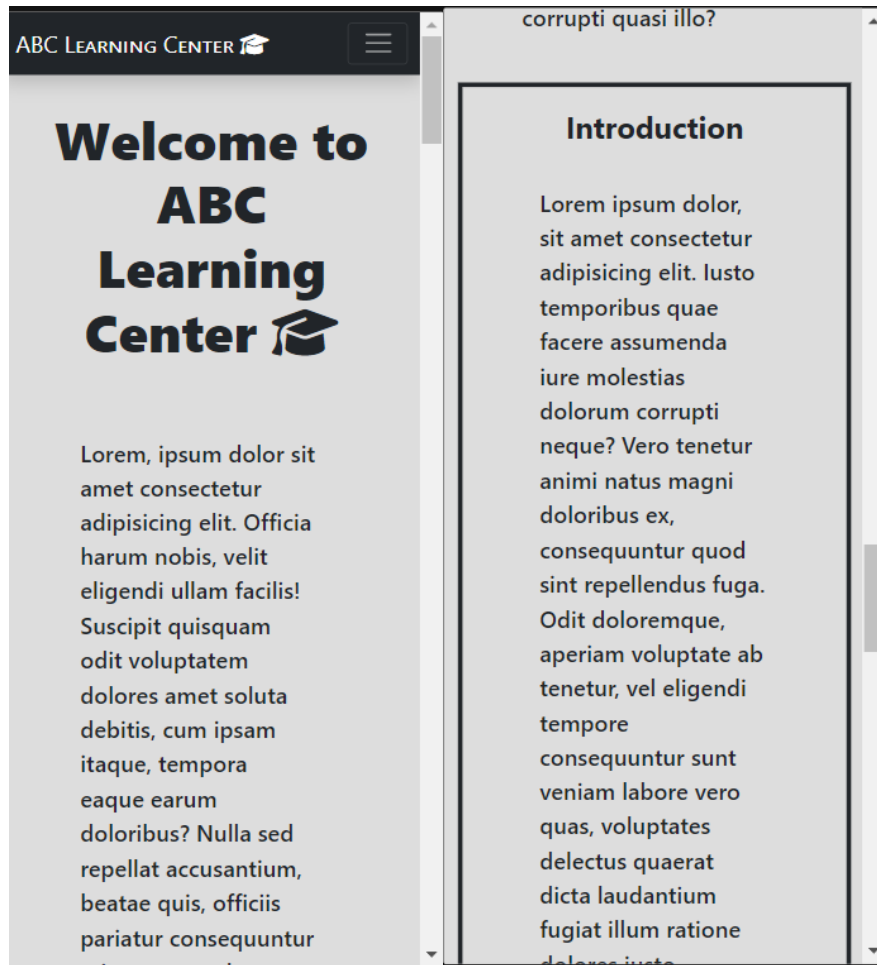 ABC LEARNING CENTER
Welcome to
ABC
Learning
Center
Lorem, ipsum dolor sit
amet consectetur
adipisicing elit. Officia
harum nobis, velit
eligendi ullam facilis!
Suscipit quisquam
odit voluptatem
dolores amet soluta
debitis, cum ipsam
itaque, tempora
eaque earum
doloribus? Nulla sed
repellat accusantium,
beatae quis, officiis
pariatur consequuntur
corrupti quasi illo?
Introduction
Lorem ipsum dolor,
sit amet consectetur
adipisicing elit. Iusto
temporibus quae
facere assumenda
iure molestias
dolorum corrupti
neque? Vero tenetur
animi natus magni
doloribus ex,
consequuntur quod
sint repellendus fuga.
Odit doloremque,
aperiam voluptate ab
tenetur, vel eligendi
tempore
consequuntur sunt
veniam labore vero
quas, voluptates
delectus quaerat
dicta laudantium
fugiat illum ratione
dolores iusto